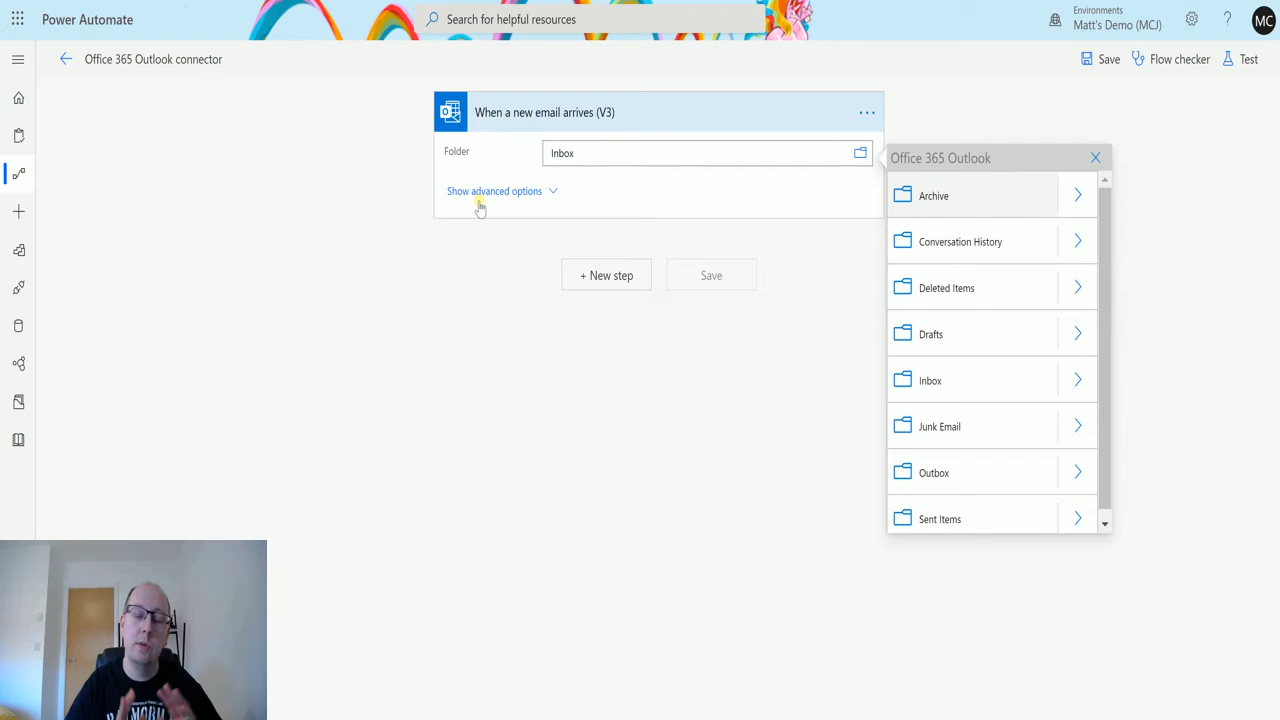 Power Automate
Search for helpful resources
Environments
Matt's Demo (MCJ)
?
MC
Office 365 Outlook connector
Save
Flow checker
Test
When a new email arrives (V3)
...
Folder
Inbox
Show advanced options
+ New step
Save
Office 365 Outlook
Archive
Conversation History
Deleted Items
Drafts
Inbox
Junk Email
Outbox
Sent Items